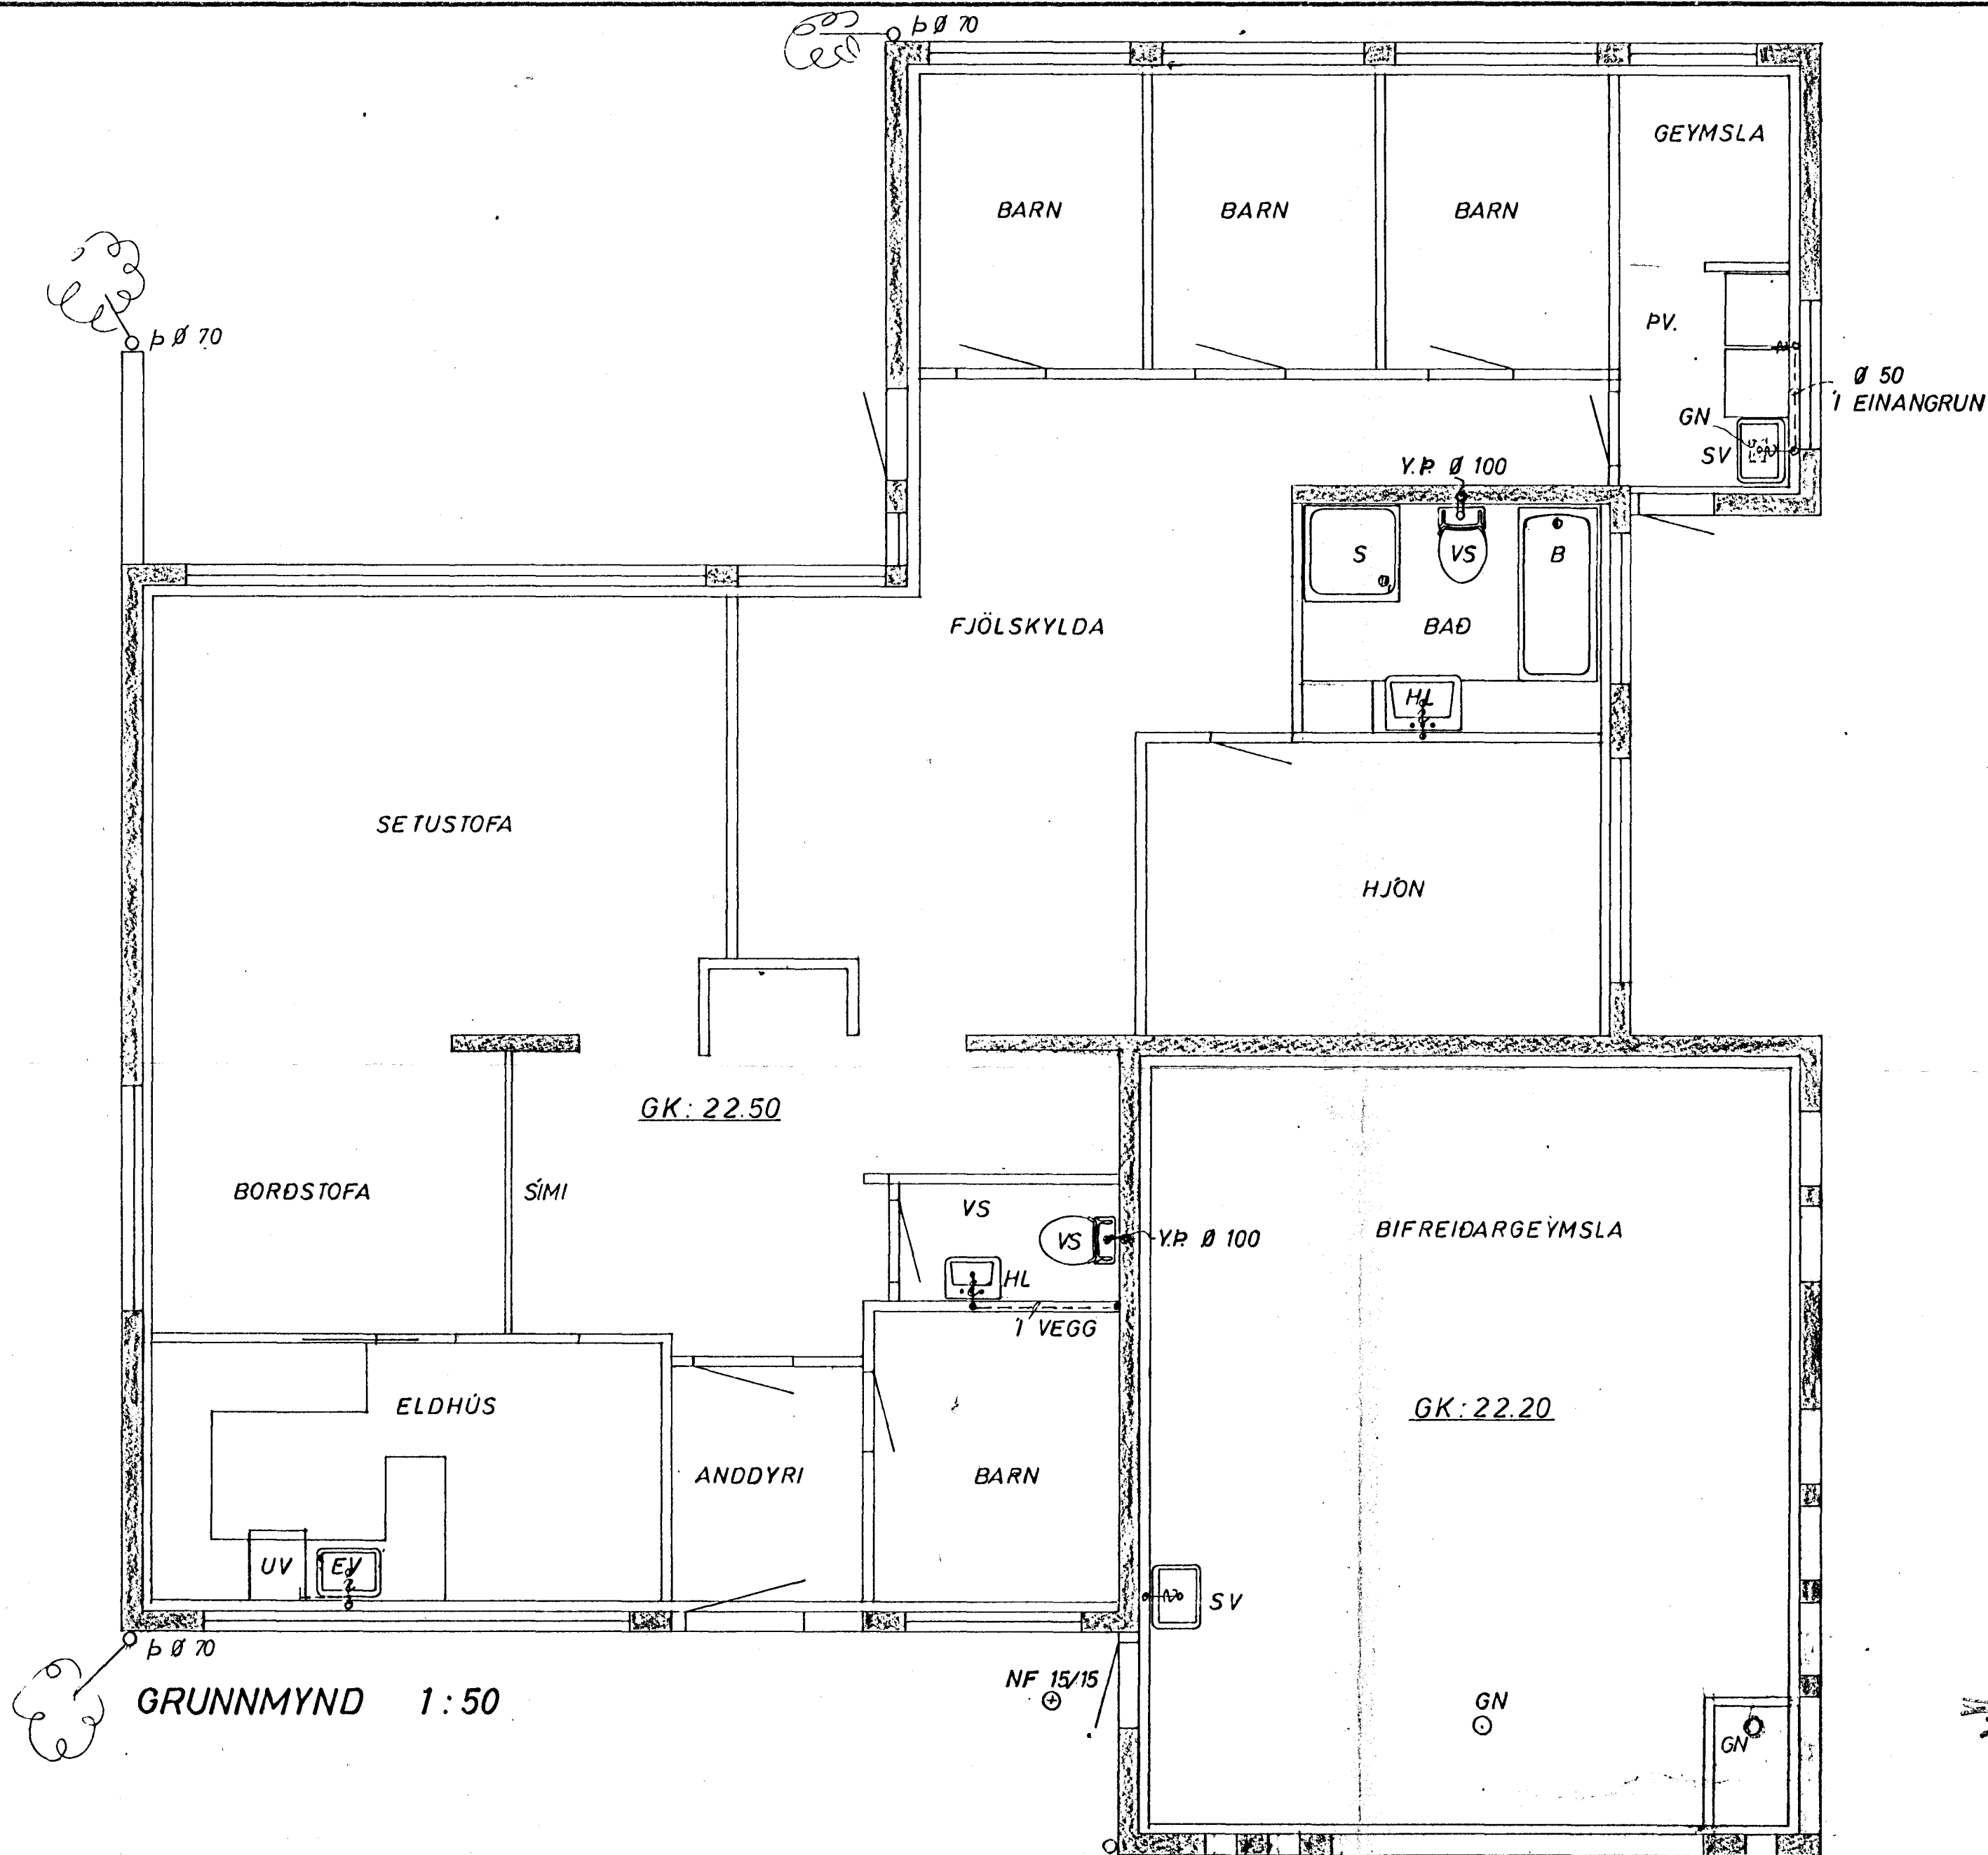 Þ Ø 70
GEYMSLA
BARN
BARN
BARN
Þ Ø 70
ÞV.
Ø 50
Í EINANGRUN
GN
SV
Y.Þ. Ø 100
S
VS
B
FJÖLSKYLDA
BAÐ
HL
SETUSTOFA
HJÓN
GK: 22.50
BORÐSTOFA
SÍMI
VS
VS
Y.Þ. Ø 100
BIFREIÐARGEYMSLA
HL
Í VEGG
ELDHÚS
GK: 22.20
ANDDYRI
BARN
UV
EV
SV
Þ Ø 70
NF 15/15
GRUNNMYND 1:50
GN
GN